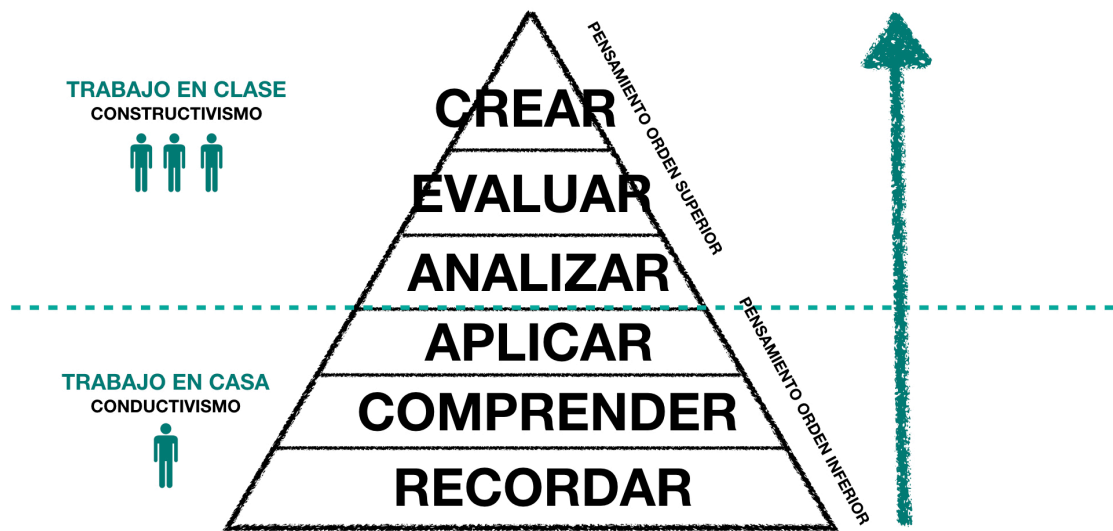 TRABAJO EN CLASE
CONSTRUCTIVISMO
CREAR
EVALUAR
ANALIZAR
PENSAMIENTO ORDEN SUPERIOR
TRABAJO EN CASA
CONDUCTIVISMO
APLICAR
COMPRENDER
RECORDAR
PENSAMIENTO ORDEN INFERIOR